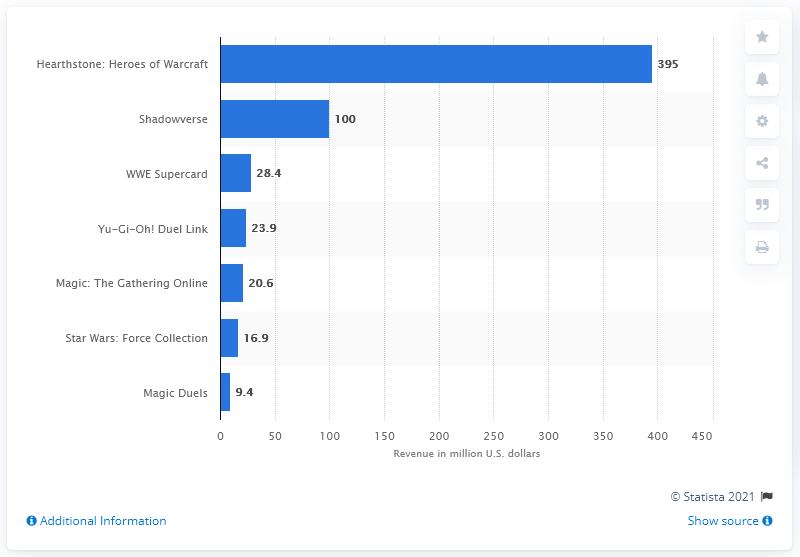 Hearthstone: Heroes of Warcraft 395
Shadowverse 100
WWE Supercard 28.4
Yu-Gi-Oh! Duel Link 23.9
Magic: The Gathering Online 20.6
Star Wars: Force Collection 16.9
Magic Duels 9.4
0 50 100 150 200 250 300 350 400 450
Revenue in million U.S. dollars
© Statista 2021
Additional Information
Show source